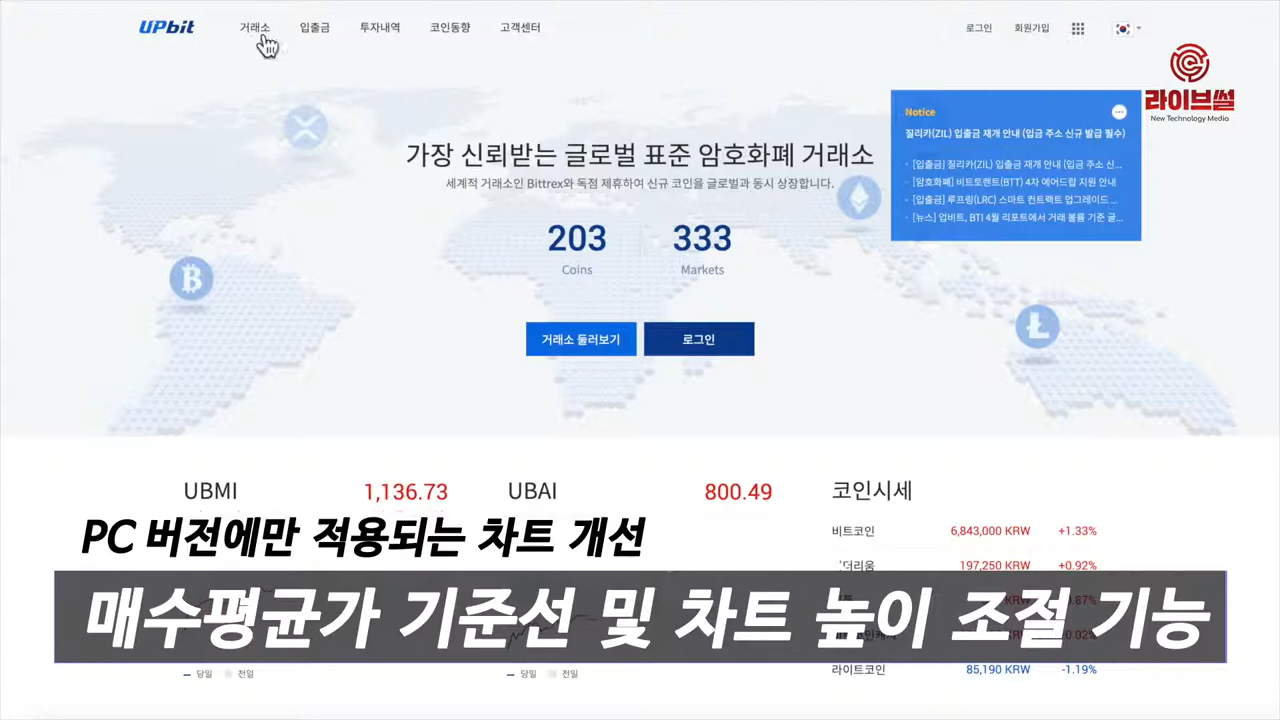 UPbit 거래소 입출금 투자내역 코인동향 고객센터 로그인 회원가입
라이브썰
New Technology Media
Notice
질리카(ZIL) 입출금 재개 안내 (입금 주소 신규 발급 필수)
[입출금] 질리카(ZIL) 입출금 재개 안내 (입금 주소 신...
[암호화폐] 비트토렌트(BTT) 4차 에어드랍 지원 안내
[입출금] 루프링(LRC) 스마트 컨트랙트 업그레이드 ...
[뉴스] 업비트, BTI 4월 리포트에서 거래 볼륨 기준 글...
가장 신뢰받는 글로벌 표준 암호화폐 거래소
세계적 거래소인 Bittrex와 독점 제휴하여 신규 코인을 글로벌과 동시 상장합니다.
203 333
Coins Markets
거래소 둘러보기 로그인
UBMI 1,136.73 UBAI 800.49 코인시세
비트코인 6,843,000 KRW +1.33%
더리움 197,250 KRW +0.92%
PC 버전에만 적용되는 차트 개선
매수평균가 기준선 및 차트 높이 조절 기능
라이트코인 85,190 KRW -1.19%
당일 전일 당일 전일